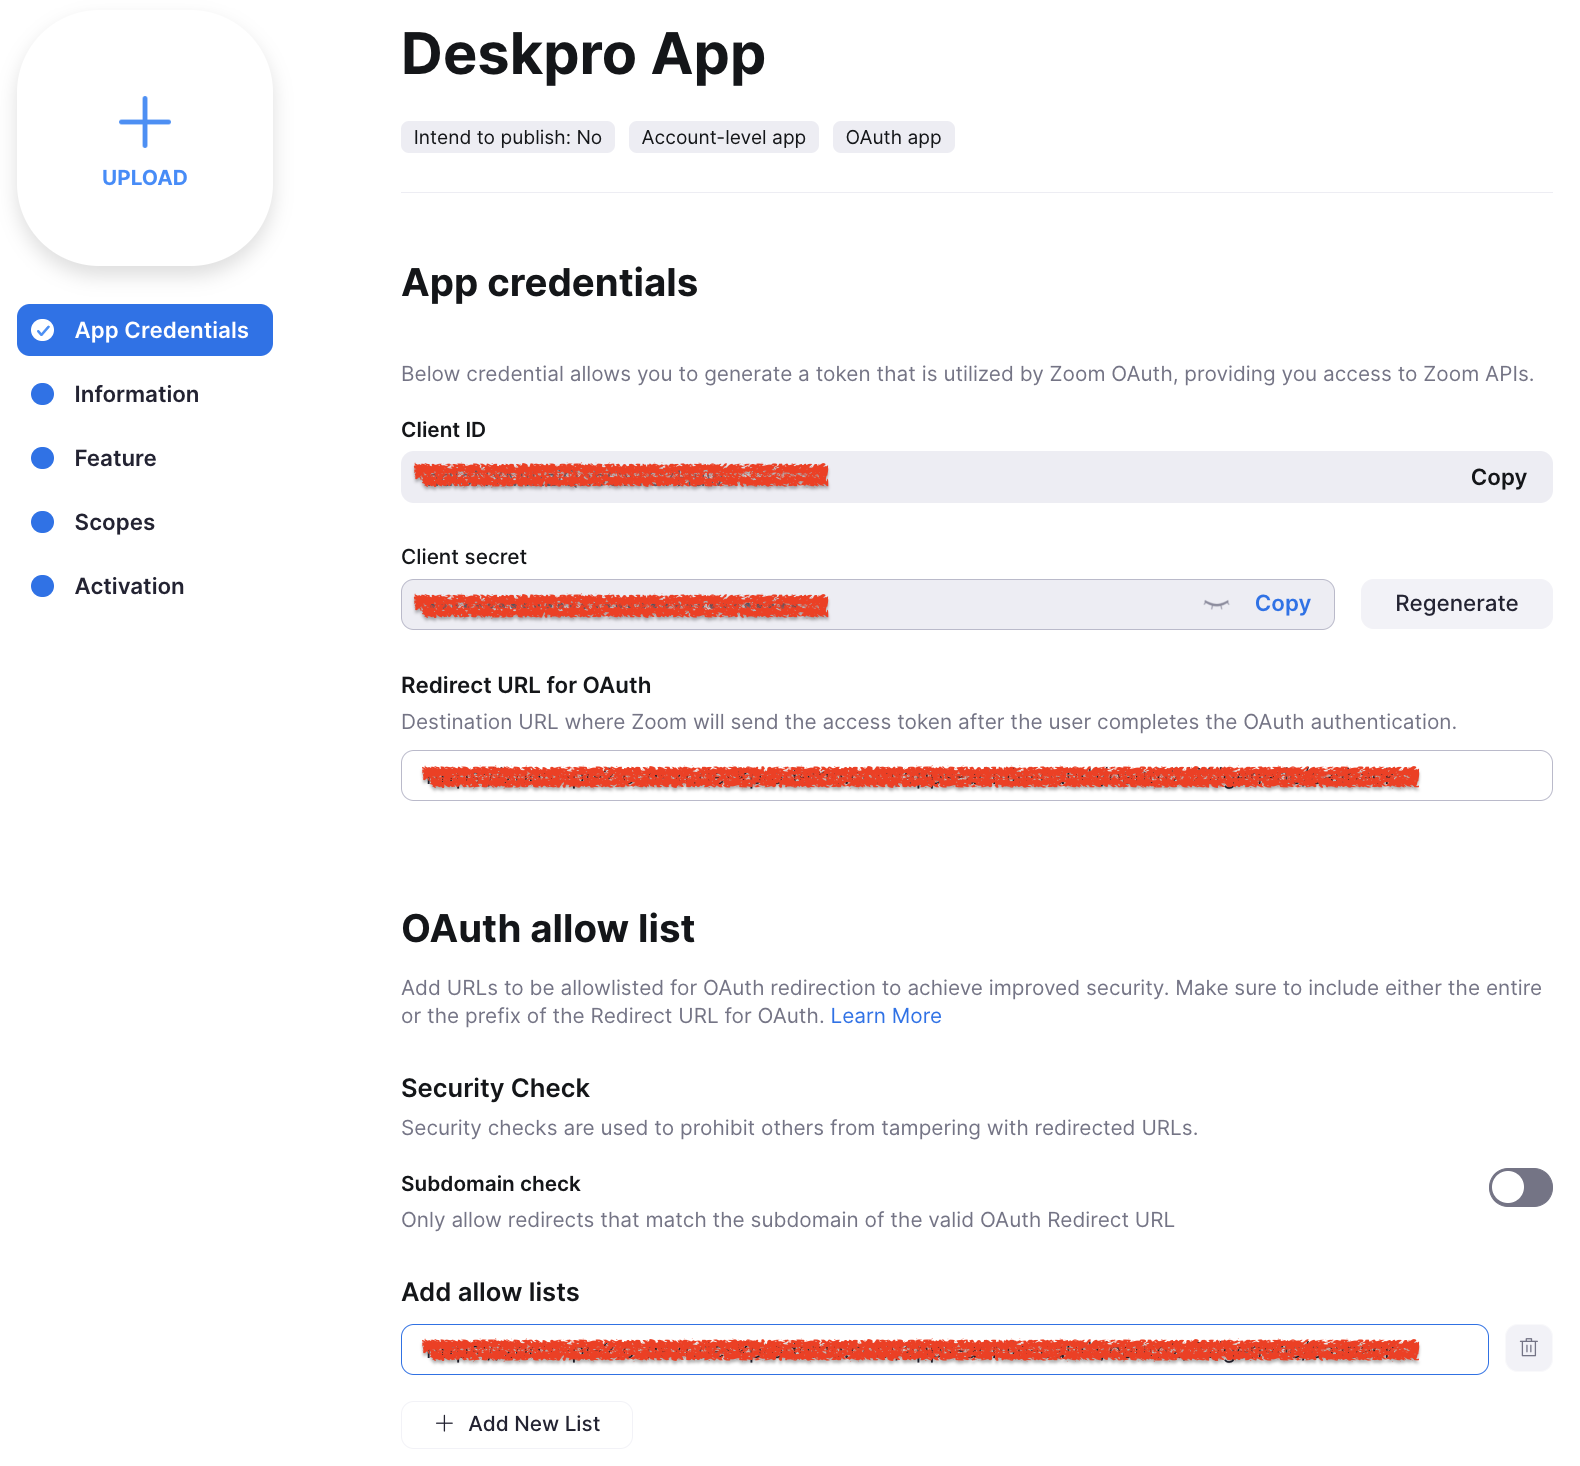 Deskpro App
Intend to publish: No
Account-level app
OAuth app
UPLOAD
App Credentials
Information
Feature
Scopes
Activation
App credentials
Below credential allows you to generate a token that is utilized by Zoom OAuth, providing you access to Zoom APIs.
Client ID
Copy
Client secret
Copy
Regenerate
Redirect URL for OAuth
Destination URL where Zoom will send the access token after the user completes the OAuth authentication.
OAuth allow list
Add URLs to be allowlisted for OAuth redirection to achieve improved security. Make sure to include either the entire
or the prefix of the Redirect URL for OAuth. Learn More
Security Check
Security checks are used to prohibit others from tampering with redirected URLs.
Subdomain check
Only allow redirects that match the subdomain of the valid OAuth Redirect URL
Add allow lists
Add New List